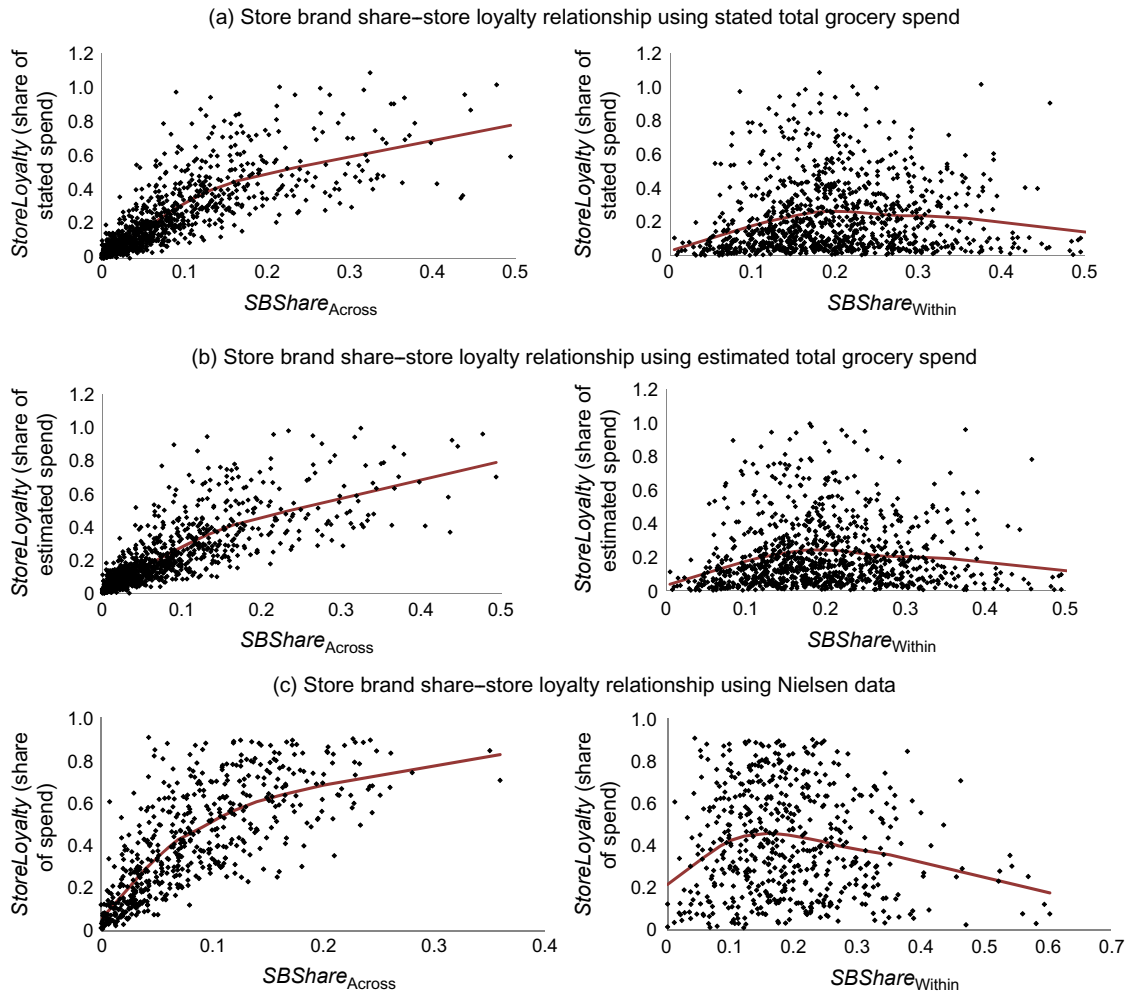 (a) Store brand share–store loyalty relationship using stated total grocery spend
StoreLoyalty (share of
stated spend)
1.2
1.0
0.8
0.6
0.4
0.2
0
0 0.1 0.2 0.3 0.4 0.5
SBShareAcross
StoreLoyalty (share of
stated spend)
1.2
1.0
0.8
0.6
0.4
0.2
0
0 0.1 0.2 0.3 0.4 0.5
SBShareWithin
(b) Store brand share–store loyalty relationship using estimated total grocery spend
StoreLoyalty (share of
estimated spend)
1.2
1.0
0.8
0.6
0.4
0.2
0
0 0.1 0.2 0.3 0.4 0.5
SBShareAcross
StoreLoyalty (share of
estimated spend)
1.2
1.0
0.8
0.6
0.4
0.2
0
0 0.1 0.2 0.3 0.4 0.5
SBShareWithin
(c) Store brand share–store loyalty relationship using Nielsen data
StoreLoyalty (share
of spend)
1.0
0.8
0.6
0.4
0.2
0
0 0.1 0.2 0.3 0.4
SBShareAcross
StoreLoyalty (share
of spend)
1.0
0.8
0.6
0.4
0.2
0
0 0.1 0.2 0.3 0.4 0.5 0.6 0.7
SBShareWithin